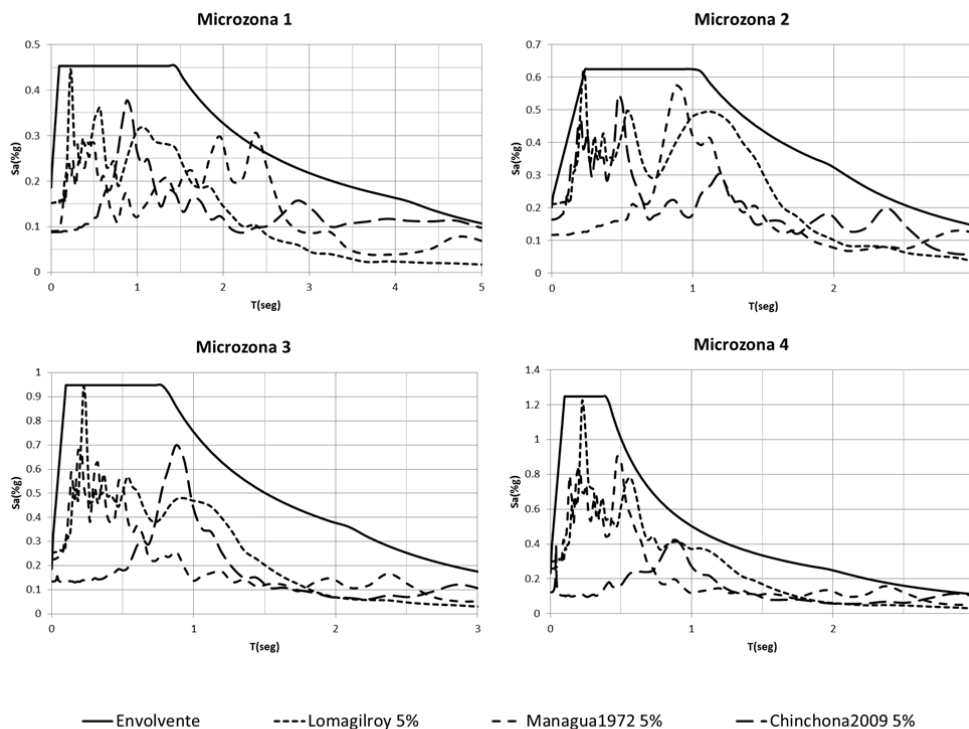 Microzona 1
0.5
0.4
0.3
0.2
0.1
0
0 1 2 3 4 5
Sa(%g)
T(seg)
Microzona 2
0.7
0.6
0.5
0.4
0.3
0.2
0.1
0
0 1 2
Sa(%g)
T(seg)
Microzona 3
1
0.9
0.8
0.7
0.6
0.5
0.4
0.3
0.2
0.1
0
0 1 2 3
Sa(%g)
T(seg)
Microzona 4
1.4
1.2
1
0.8
0.6
0.4
0.2
0
0 1 2
Sa(%g)
T(seg)
Envolvente Lomagilroy 5% Managua1972 5% Chinchona2009 5%